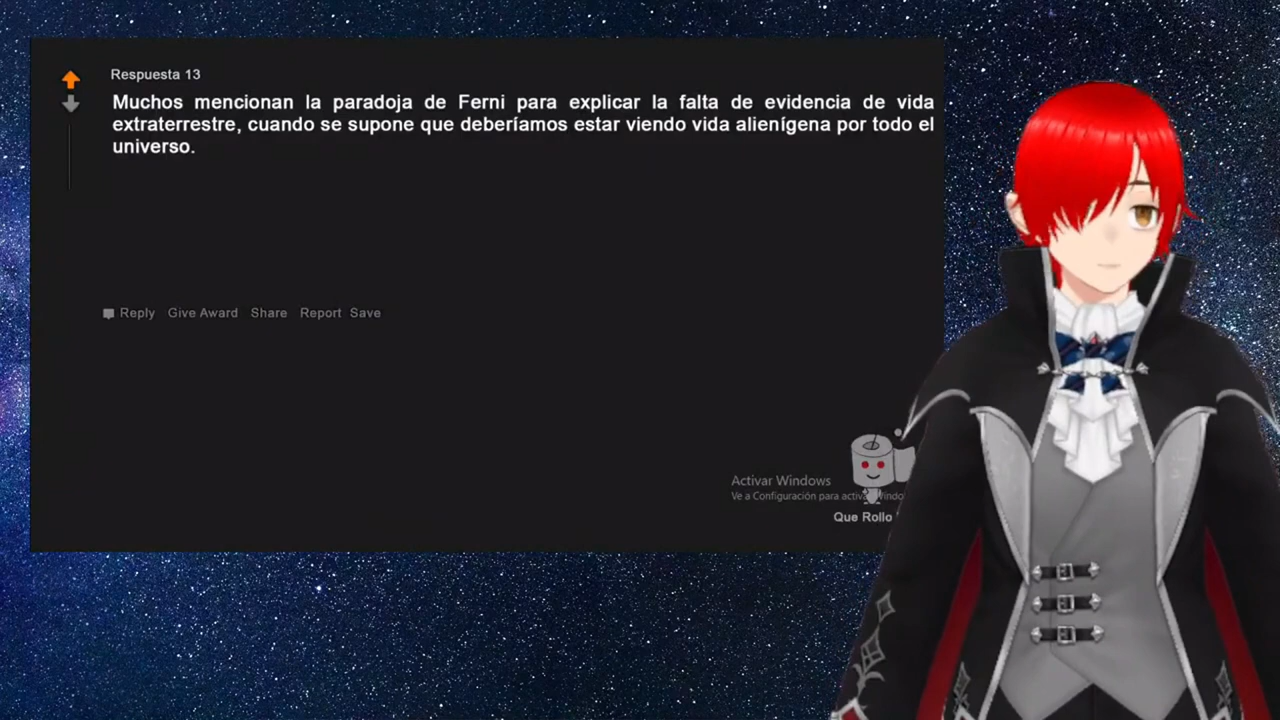 Respuesta 13
Muchos mencionan la paradoja de Ferni para explicar la falta de evidencia de vida
extraterrestre, cuando se supone que deberíamos estar viendo vida alienígena por todo el
universo.
Reply Give Award Share Report Save
Activar Windows
Ve a Configuración para activar Windo
Que Rollo